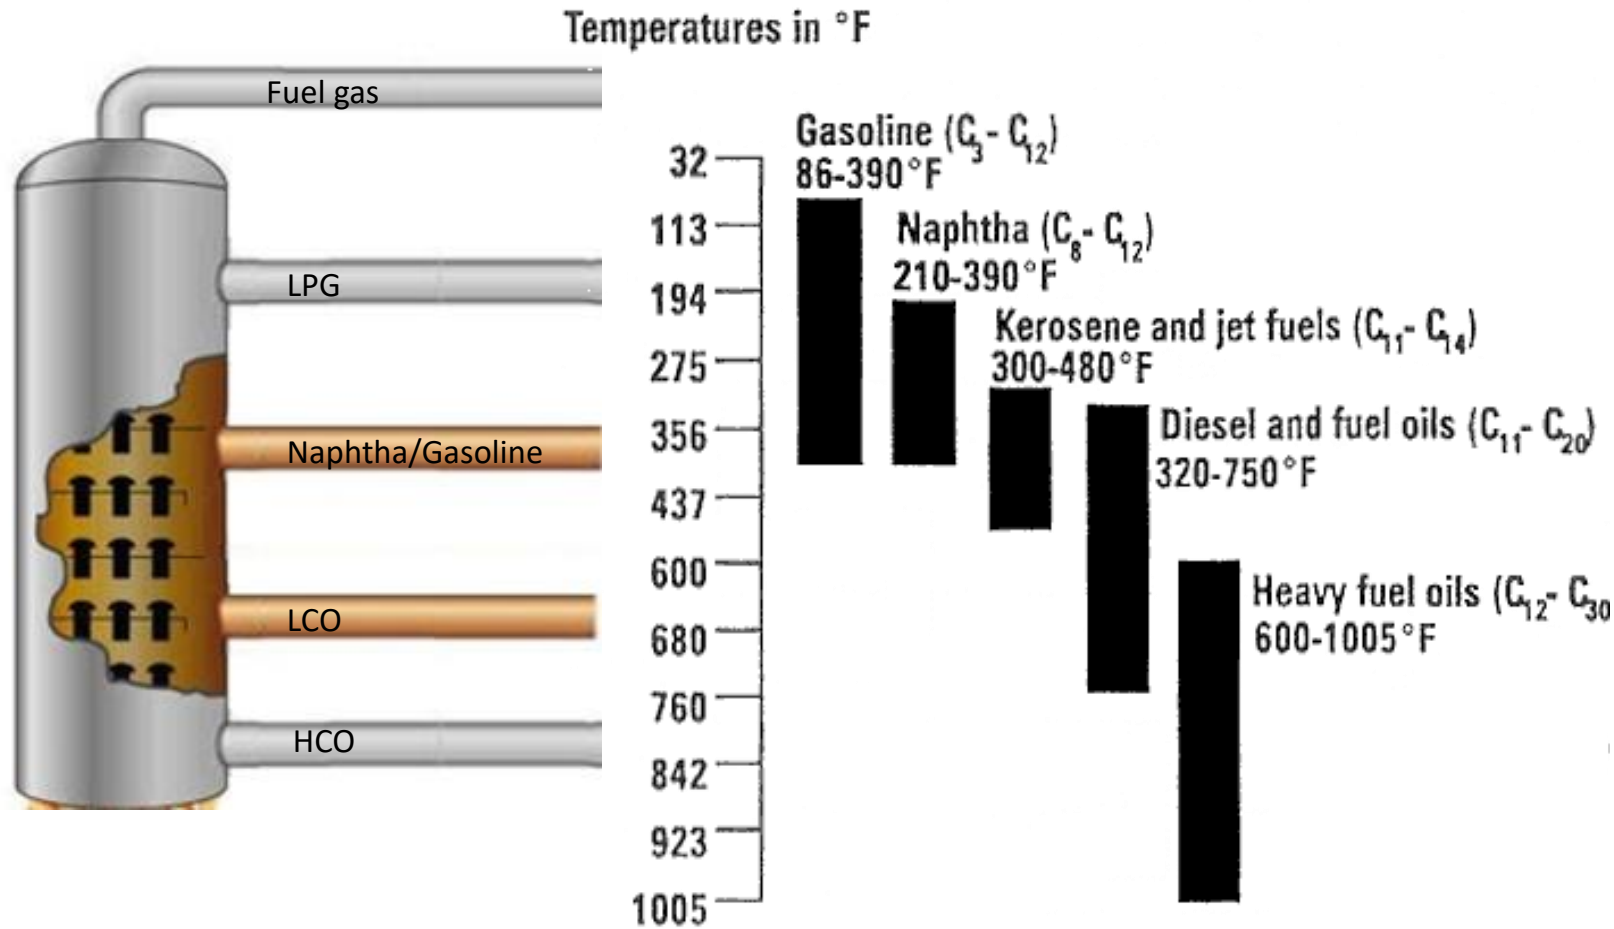 Temperatures in °F
Fuel gas
LPG
Naphtha/Gasoline
LCO
HCO
32
113
194
275
356
437
600
680
760
842
923
1005
Gasoline (C3- C12)
86-390°F
Naphtha (C8- C12)
210-390°F
Kerosene and jet fuels (C11- C14)
300-480°F
Diesel and fuel oils (C11- C20)
320-750°F
Heavy fuel oils (C12- C30
600-1005°F